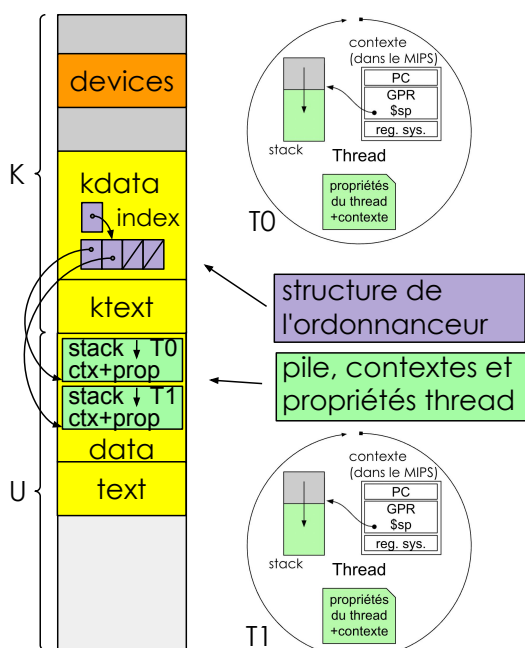 devices
K
kdata
index
ktext
stack T0
ctx+prop
stack T1
ctx+prop
data
U
text
contexte
(dans le MIPS)
PC
GPR
$sp
reg. sys.
stack
Thread
propriétés
du thread
+contexte
T0
structure de
l'ordonnanceur
pile, contextes et
propriétés thread
contexte
(dans le MIPS)
PC
GPR
$sp
reg. sys.
stack
Thread
propriétés
du thread
+contexte
T1